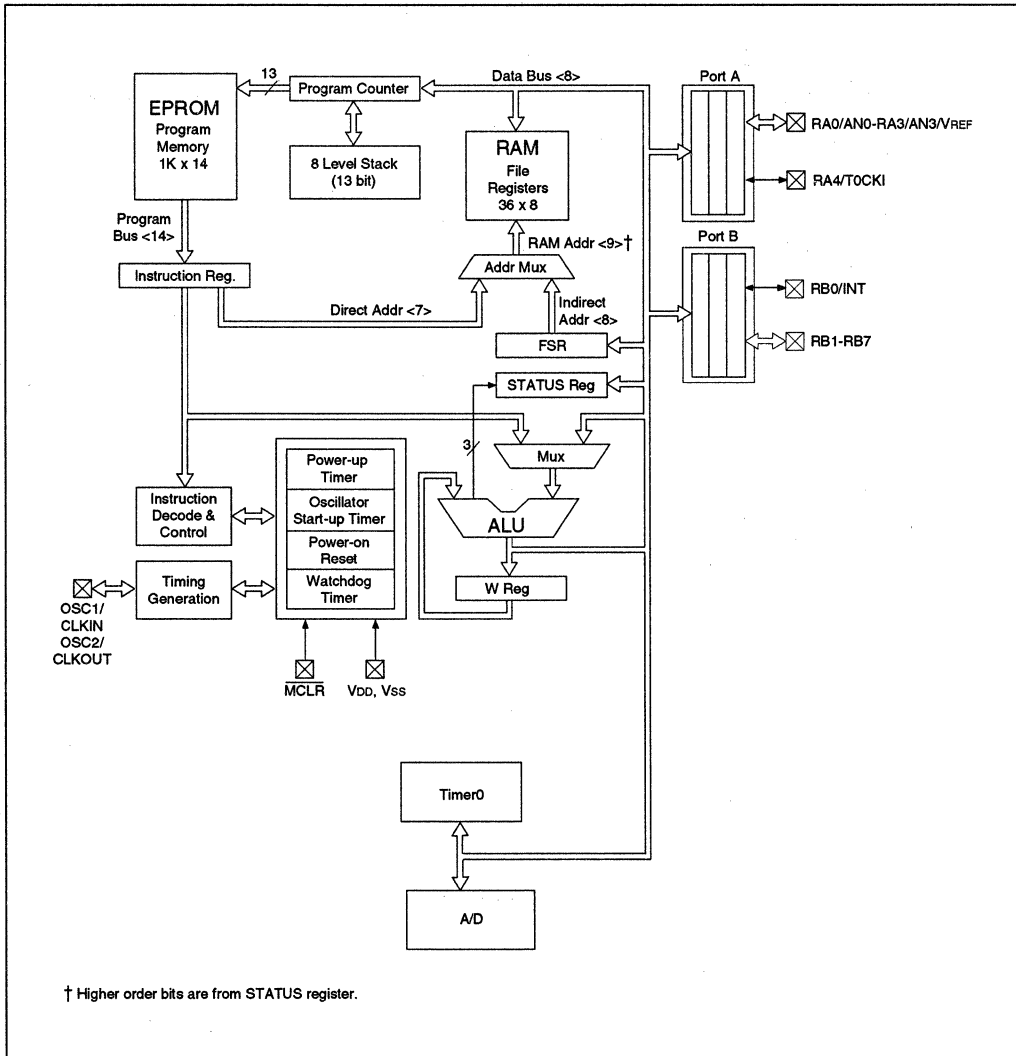 13
Data Bus <8>
Port A
EPROM
Program
Memory
1K x 14
Program Counter
8 Level Stack
(13 bit)
RAM
File
Registers
36 x 8
RA0/AN0-RA3/AN3/VREF
RA4/T0CKI
Program
Bus <14>
RAM Addr <9>†
Port B
Instruction Reg.
Addr Mux
RB0/INT
Direct Addr <7>
Indirect
Addr <8>
FSR
RB1-RB7
STATUS Reg
3
Mux
Power-up
Timer
Instruction
Decode &
Control
Oscillator
Start-up Timer
ALU
Power-on
Reset
Timing
Generation
Watchdog
Timer
W Reg
OSC1/
CLKIN
OSC2/
CLKOUT
MCLR
VDD, VSS
Timer0
A/D
† Higher order bits are from STATUS register.